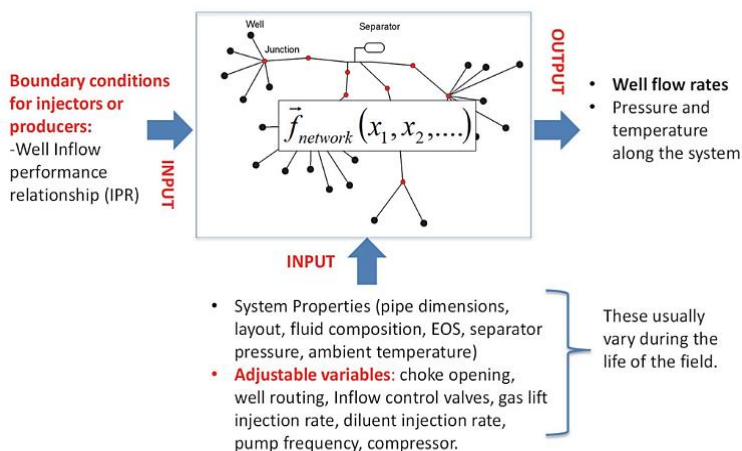 Well
Separator
Junction
Boundary conditions
for injectors or
producers:
-Well Inflow
performance
relationship (IPR)
INPUT
f⃗network(x1, x2,....)
OUTPUT
• Well flow rates
• Pressure and
temperature
along the system
INPUT
• System Properties (pipe dimensions,
layout, fluid composition, EOS, separator
pressure, ambient temperature)
• Adjustable variables: choke opening,
well routing, Inflow control valves, gas lift
injection rate, diluent injection rate,
pump frequency, compressor.
These usually
vary during the
life of the field.